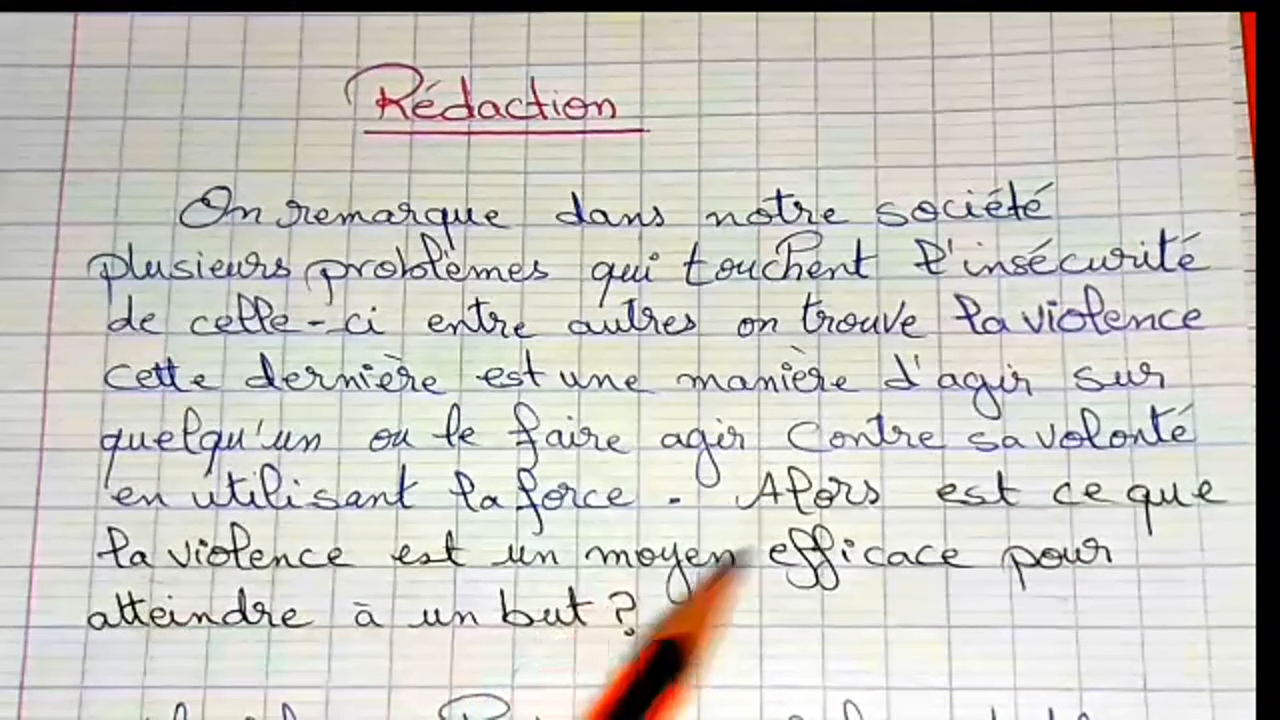 Rédaction
On remarque dans notre société
plusieurs problèmes qui touchent l'insécurité
de celle-ci entre autres on trouve la violence
cette dernière est une manière d'agir sur
quelqu'un ou le faire agir contre sa volonté
en utilisant la force. Alors est ce que
la violence est un moyen efficace pour
atteindre à un but ?